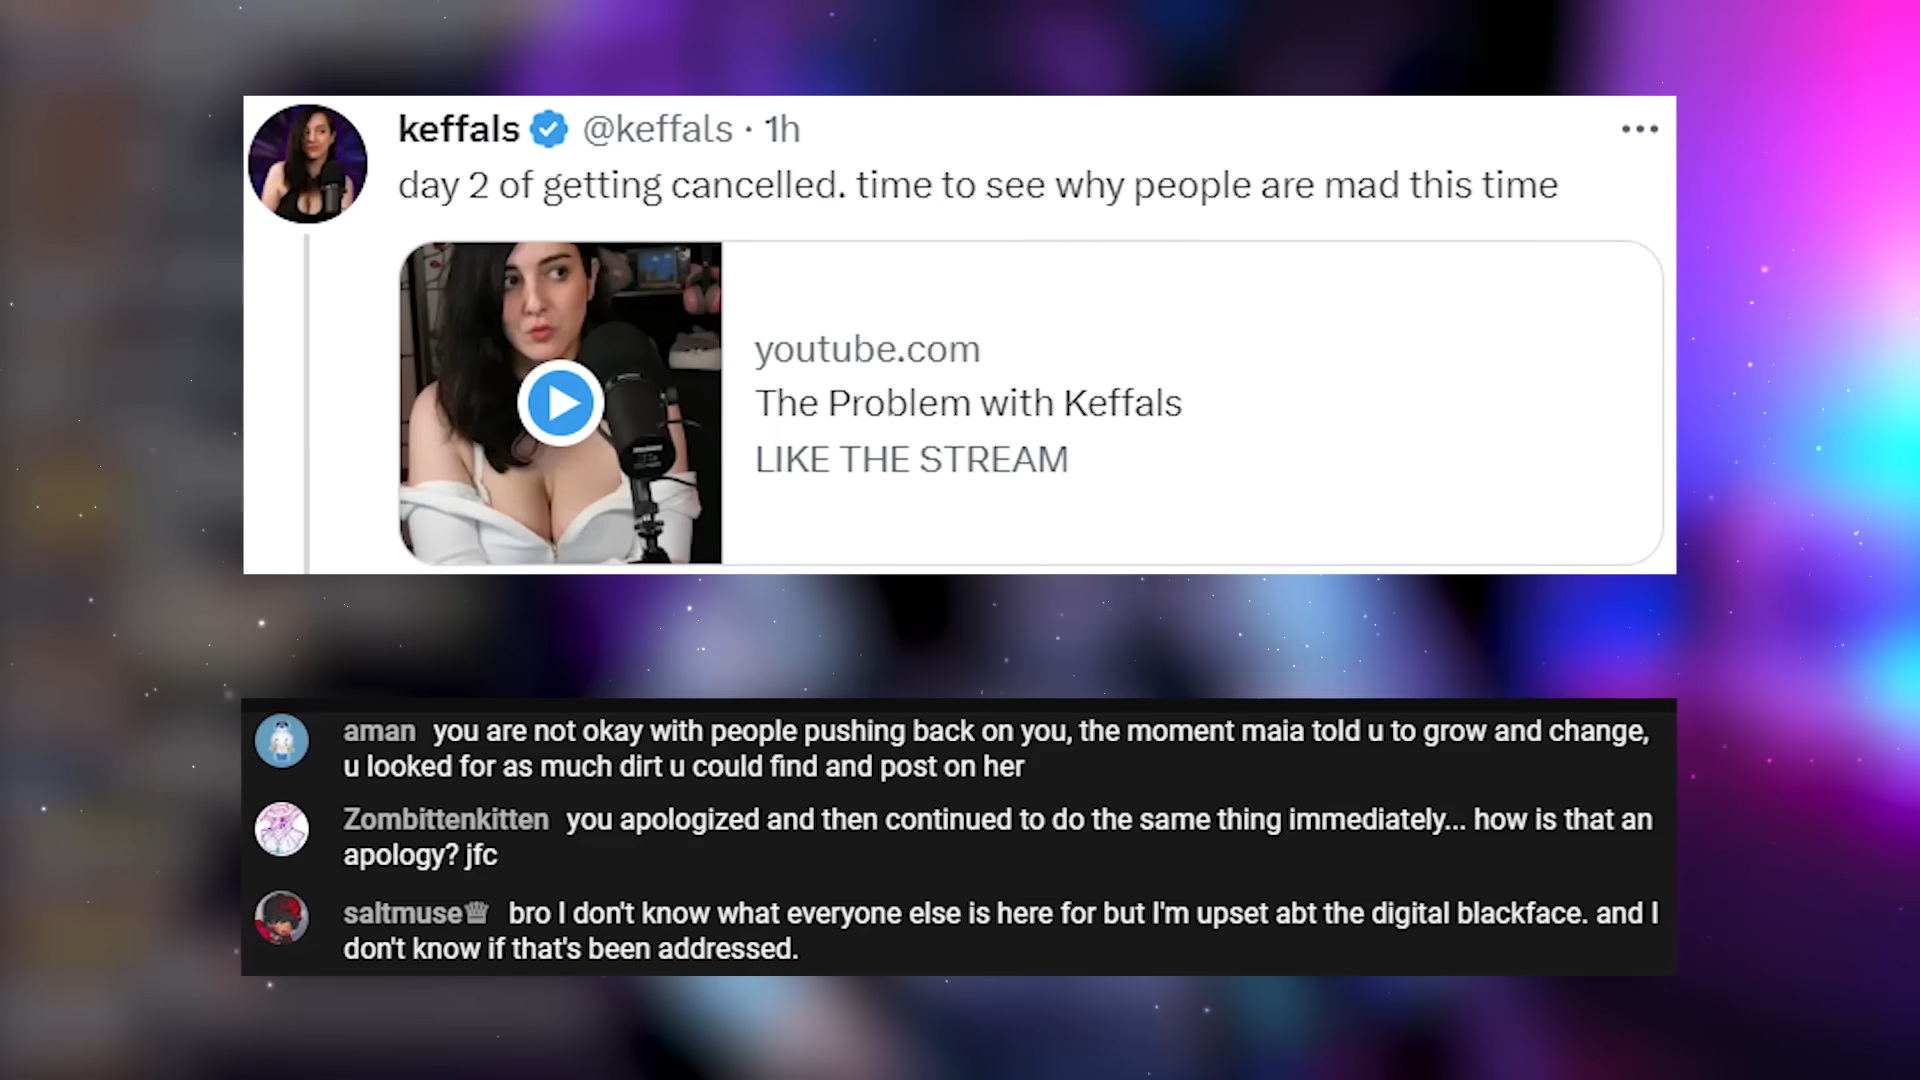 keffals @keffals · 1h
day 2 of getting cancelled. time to see why people are mad this time
youtube.com
The Problem with Keffals
LIKE THE STREAM
aman you are not okay with people pushing back on you, the moment maia told u to grow and change,
u looked for as much dirt u could find and post on her
Zombittenkitten you apologized and then continued to do the same thing immediately... how is that an
apology? jfc
saltmuse♕ bro I don't know what everyone else is here for but I'm upset abt the digital blackface. and I
don't know if that's been addressed.